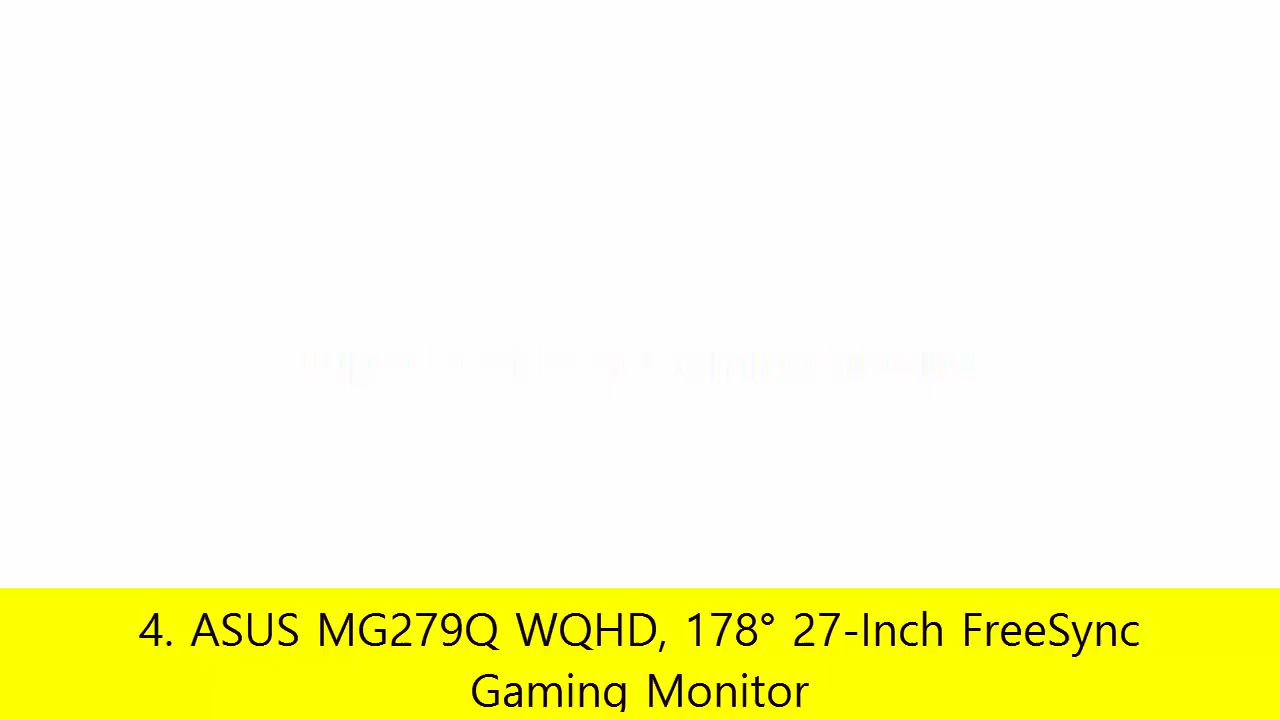 4. ASUS MG279Q WQHD, 178° 27-Inch FreeSync
Gaming Monitor